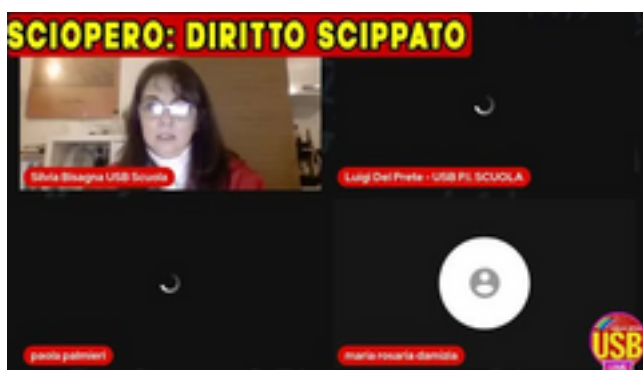 SCIOPERO: DIRITTO SCIPPATO
Silvia Bisagna USB Scuola
Luigi Del Prete - USB P.I. SCUOLA
paola palmieri
maria rosaria damizia
USB